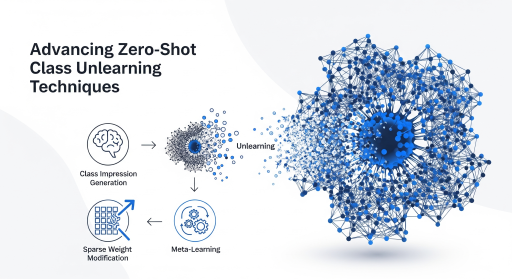 Advancing Zero-Shot
Class Unlearning
Techniques
Unlearning
Class Impression
Generation
Sparse Weight
Modification
Meta-Learning